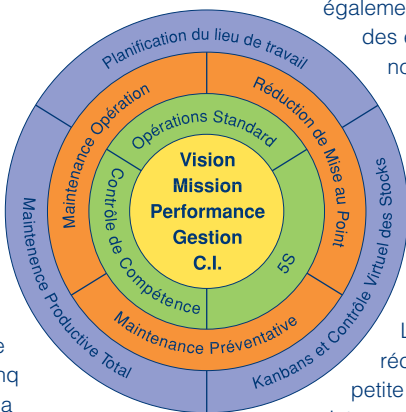 égaleme
des
no
Planification du lieu de travail
Maintenance Opération
Réduction de Mise au Point
Opérations Standard
Contrôle de Compétence
5S
Vision
Mission
Performance
Gestion
C.I.
Maintenance Préventative
Maintenence Productive Total
Kanbans et Contrôle Virtuel des Stocks
e
nq
a
L
réc
petite